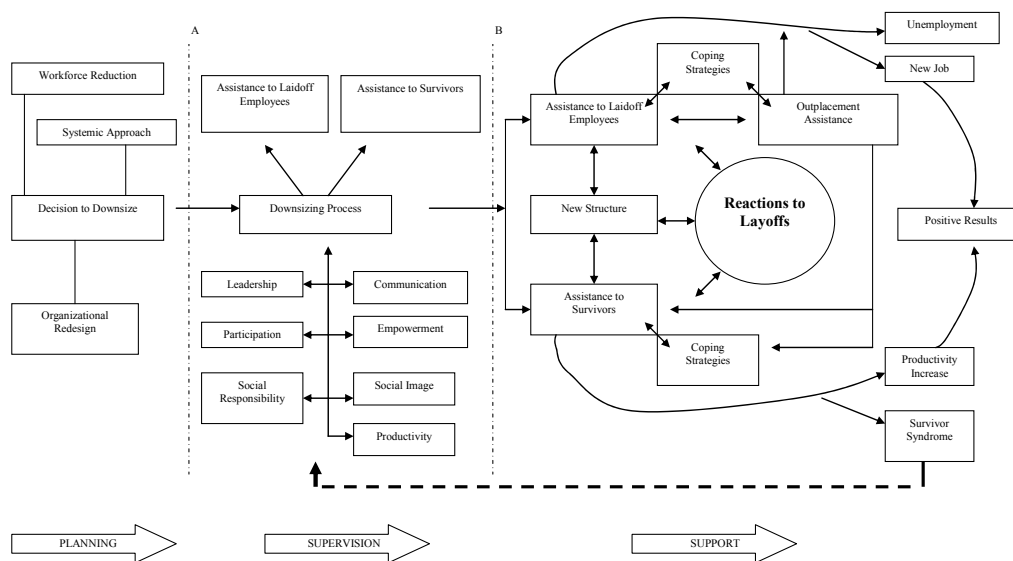 A
B
Workforce Reduction
Systemic Approach
Decision to Downsize
Organizational
Redesign
Assistance to Laidoff
Employees
Assistance to Survivors
Downsizing Process
Leadership
Communication
Participation
Empowerment
Social
Responsibility
Social Image
Productivity
Coping
Strategies
Assistance to Laidoff
Employees
Outplacement
Assistance
New Structure
Reactions to
Layoffs
Assistance to
Survivors
Coping
Strategies
Unemployment
New Job
Positive Results
Productivity
Increase
Survivor
Syndrome
PLANNING
SUPERVISION
SUPPORT